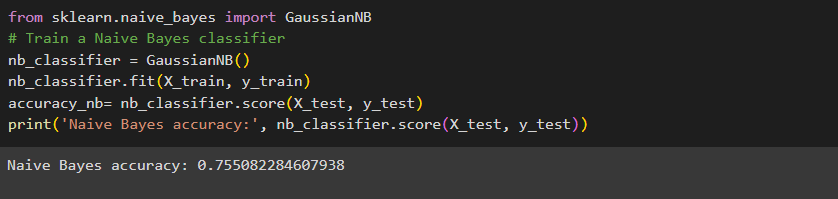 from sklearn.naive_bayes import GaussianNB
# Train a Naive Bayes classifier
nb_classifier = GaussianNB()
nb_classifier.fit(X_train, y_train)
accuracy_nb= nb_classifier.score(X_test, y_test)
print('Naive Bayes accuracy:', nb_classifier.score(X_test, y_test))
Naive Bayes accuracy: 0.755082284607938